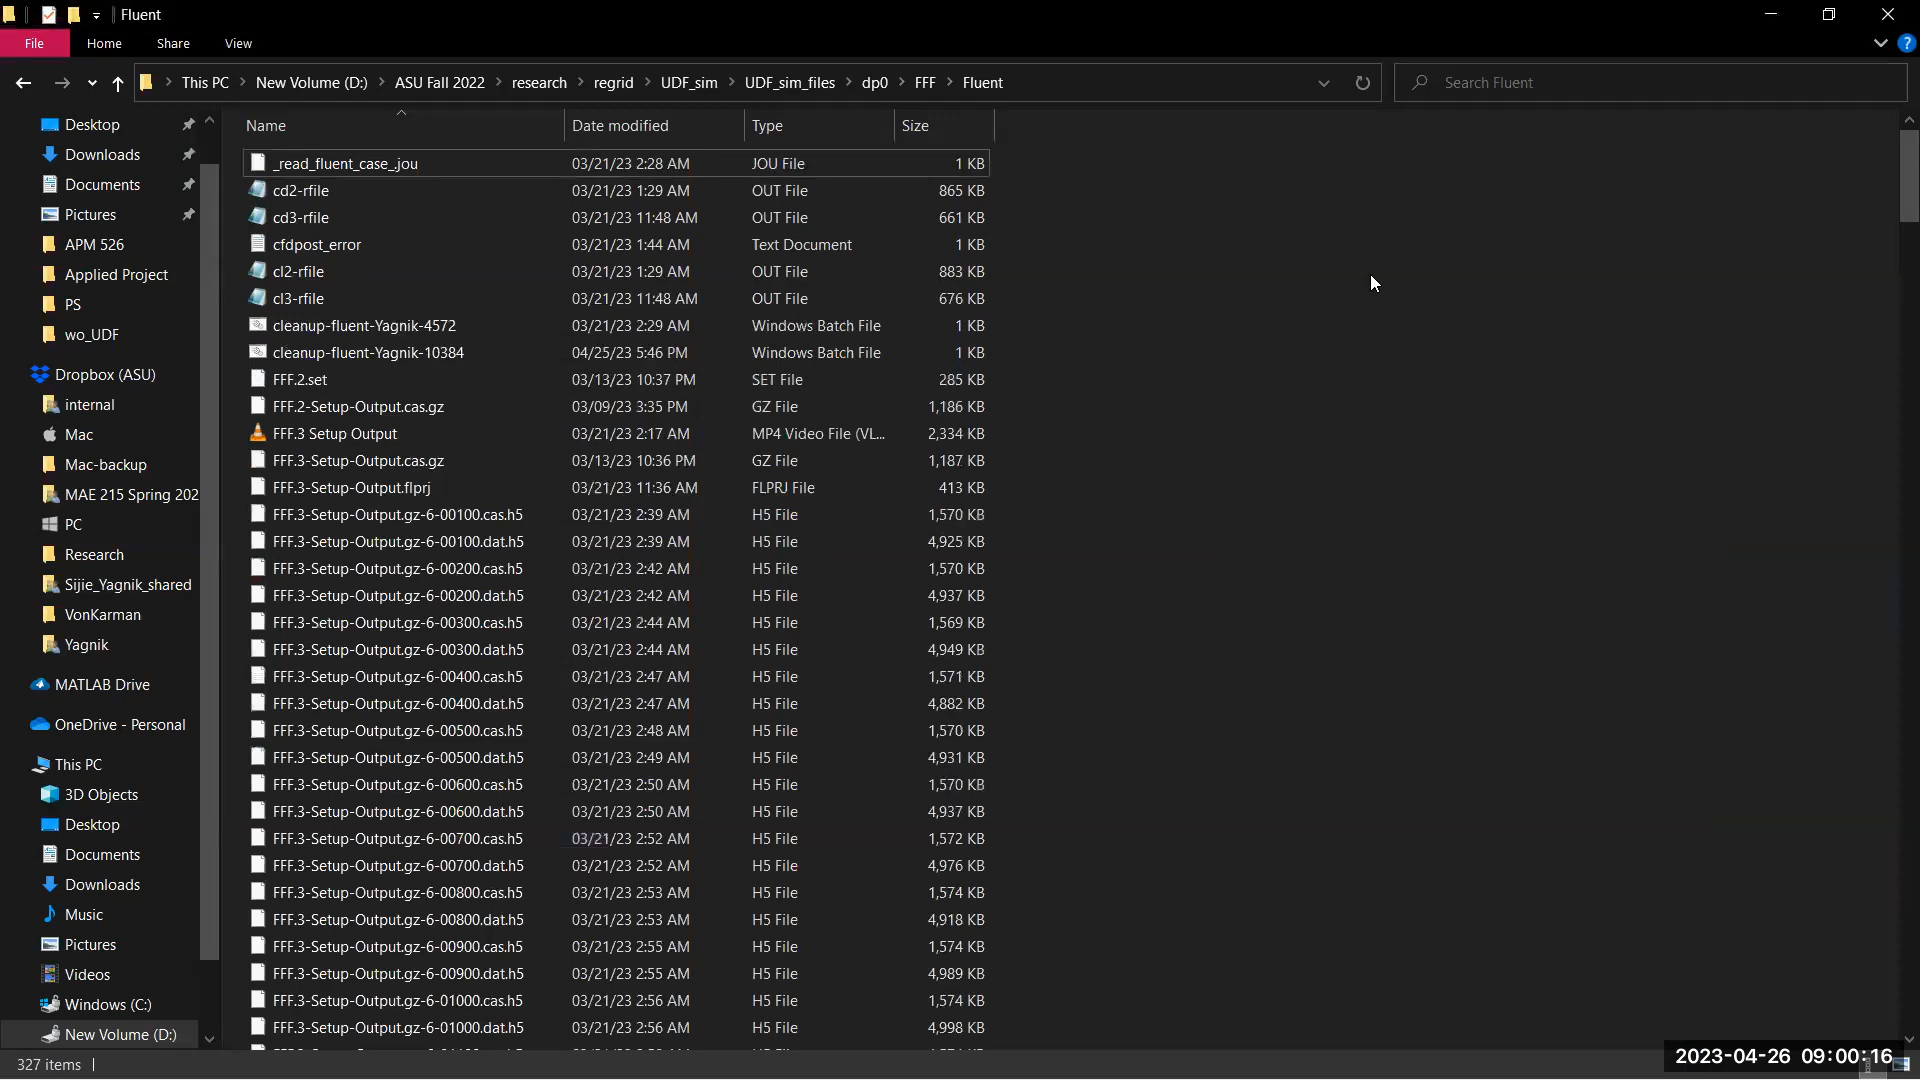 Fluent
File Home Share View
This PC New Volume (D:) ASU Fall 2022 research regrid UDF_sim UDF_sim_files dp0 FFF Fluent Search Fluent
Desktop
Downloads
Documents
Pictures
APM 526
Applied Project
PS
wo_UDF
Dropbox (ASU)
internal
Mac
Mac-backup
MAE 215 Spring 202
PC
Research
Sijie_Yagnik_shared
VonKarman
Yagnik
MATLAB Drive
OneDrive - Personal
This PC
3D Objects
Desktop
Documents
Downloads
Music
Pictures
Videos
Windows (C:)
New Volume (D:)
Name Date modified Type Size
_read_fluent_case_.jou 03/21/23 2:28 AM JOU File 1 KB
cd2-rfile 03/21/23 1:29 AM OUT File 865 KB
cd3-rfile 03/21/23 11:48 AM OUT File 661 KB
cfdpost_error 03/21/23 1:44 AM Text Document 1 KB
cl2-rfile 03/21/23 1:29 AM OUT File 883 KB
cl3-rfile 03/21/23 11:48 AM OUT File 676 KB
cleanup-fluent-Yagnik-4572 03/21/23 2:29 AM Windows Batch File 1 KB
cleanup-fluent-Yagnik-10384 04/25/23 5:46 PM Windows Batch File 1 KB
FFF.2.set 03/13/23 10:37 PM SET File 285 KB
FFF.2-Setup-Output.cas.gz 03/09/23 3:35 PM GZ File 1,186 KB
FFF.3 Setup Output 03/21/23 2:17 AM MP4 Video File (VL... 2,334 KB
FFF.3-Setup-Output.cas.gz 03/13/23 10:36 PM GZ File 1,187 KB
FFF.3-Setup-Output.flprj 03/21/23 11:36 AM FLPRJ File 413 KB
FFF.3-Setup-Output.gz-6-00100.cas.h5 03/21/23 2:39 AM H5 File 1,570 KB
FFF.3-Setup-Output.gz-6-00100.dat.h5 03/21/23 2:39 AM H5 File 4,925 KB
FFF.3-Setup-Output.gz-6-00200.cas.h5 03/21/23 2:42 AM H5 File 1,570 KB
FFF.3-Setup-Output.gz-6-00200.dat.h5 03/21/23 2:42 AM H5 File 4,937 KB
FFF.3-Setup-Output.gz-6-00300.cas.h5 03/21/23 2:44 AM H5 File 1,569 KB
FFF.3-Setup-Output.gz-6-00300.dat.h5 03/21/23 2:44 AM H5 File 4,949 KB
FFF.3-Setup-Output.gz-6-00400.cas.h5 03/21/23 2:47 AM H5 File 1,571 KB
FFF.3-Setup-Output.gz-6-00400.dat.h5 03/21/23 2:47 AM H5 File 4,882 KB
FFF.3-Setup-Output.gz-6-00500.cas.h5 03/21/23 2:48 AM H5 File 1,570 KB
FFF.3-Setup-Output.gz-6-00500.dat.h5 03/21/23 2:49 AM H5 File 4,931 KB
FFF.3-Setup-Output.gz-6-00600.cas.h5 03/21/23 2:50 AM H5 File 1,570 KB
FFF.3-Setup-Output.gz-6-00600.dat.h5 03/21/23 2:50 AM H5 File 4,937 KB
FFF.3-Setup-Output.gz-6-00700.cas.h5 03/21/23 2:52 AM H5 File 1,572 KB
FFF.3-Setup-Output.gz-6-00700.dat.h5 03/21/23 2:52 AM H5 File 4,976 KB
FFF.3-Setup-Output.gz-6-00800.cas.h5 03/21/23 2:53 AM H5 File 1,574 KB
FFF.3-Setup-Output.gz-6-00800.dat.h5 03/21/23 2:53 AM H5 File 4,918 KB
FFF.3-Setup-Output.gz-6-00900.cas.h5 03/21/23 2:55 AM H5 File 1,574 KB
FFF.3-Setup-Output.gz-6-00900.dat.h5 03/21/23 2:55 AM H5 File 4,989 KB
FFF.3-Setup-Output.gz-6-01000.cas.h5 03/21/23 2:56 AM H5 File 1,574 KB
FFF.3-Setup-Output.gz-6-01000.dat.h5 03/21/23 2:56 AM H5 File 4,998 KB
327 items
2023-04-26 09:00:16